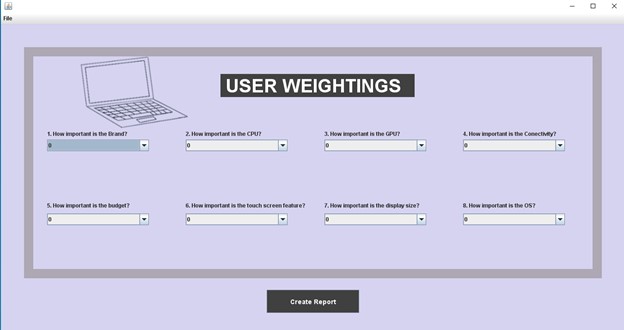 File
USER WEIGHTINGS
1. How important is the Brand?
2. How important is the CPU?
3. How important is the GPU?
4. How important is the Conectivity?
0
0
0
0
5. How important is the budget?
6. How important is the touch screen feature?
7. How important is the display size?
8. How important is the OS?
0
0
0
0
Create Report